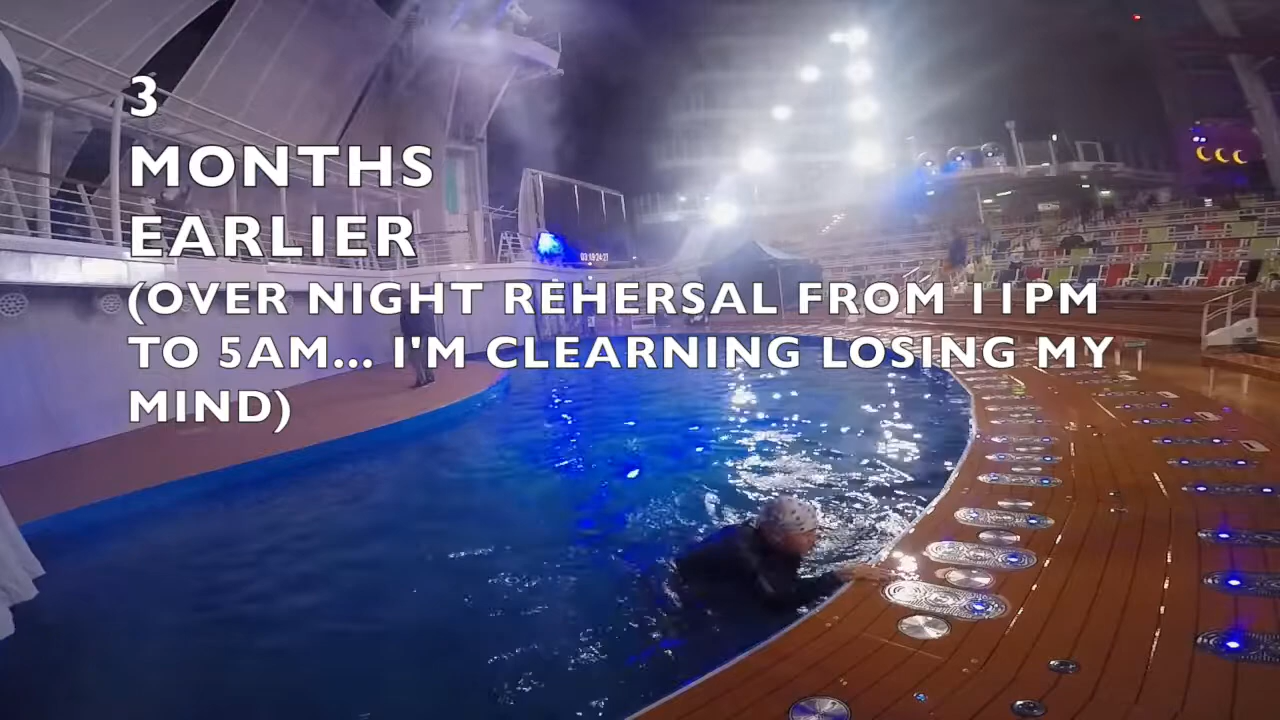 3
MONTHS
EARLIER
(OVER NIGHT REHERSAL FROM 11PM
TO 5AM... I'M CLEARNING LOSING MY
MIND)